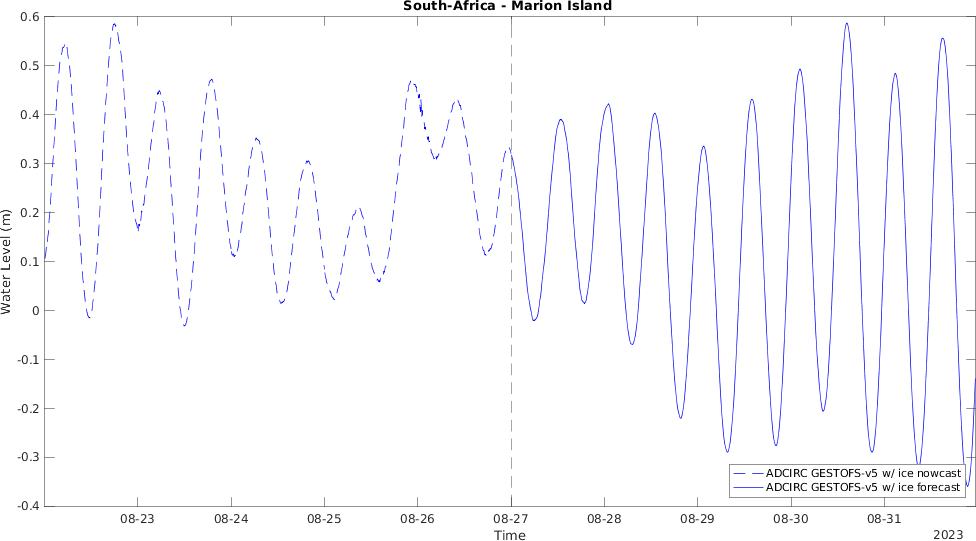 South-Africa - Marion Island
Water Level (m)
0.6
0.5
0.4
0.3
0.2
0.1
0
-0.1
-0.2
-0.3
-0.4
ADCIRC GESTOFS-v5 w/ ice nowcast
ADCIRC GESTOFS-v5 w/ ice forecast
08-23 08-24 08-25 08-26 08-27 08-28 08-29 08-30 08-31
Time
2023